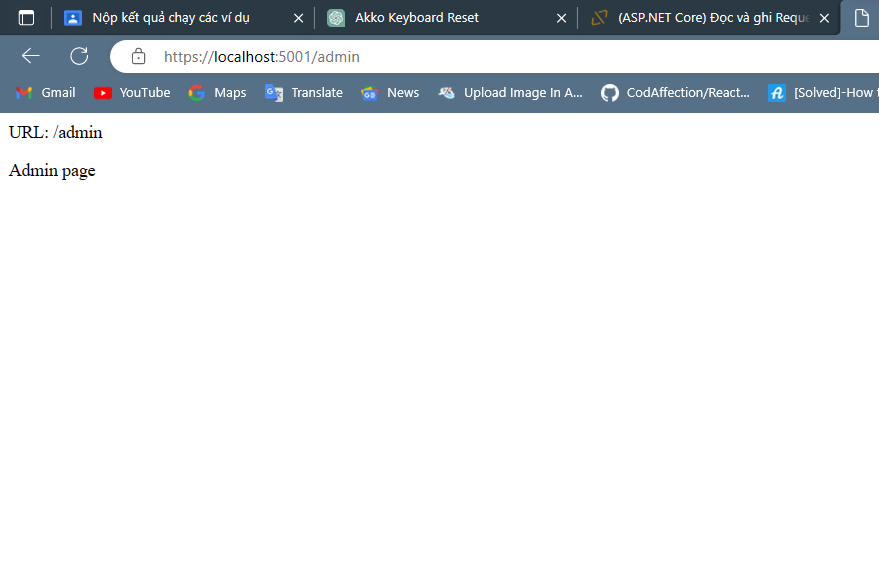 Nộp kết quả chạy các ví dụ
Akko Keyboard Reset
(ASP.NET Core) Đọc và ghi Reque
https://localhost:5001/admin
Gmail
YouTube
Maps
Translate
News
Upload Image In A...
CodAffection/React...
[Solved]-How t
URL: /admin
Admin page